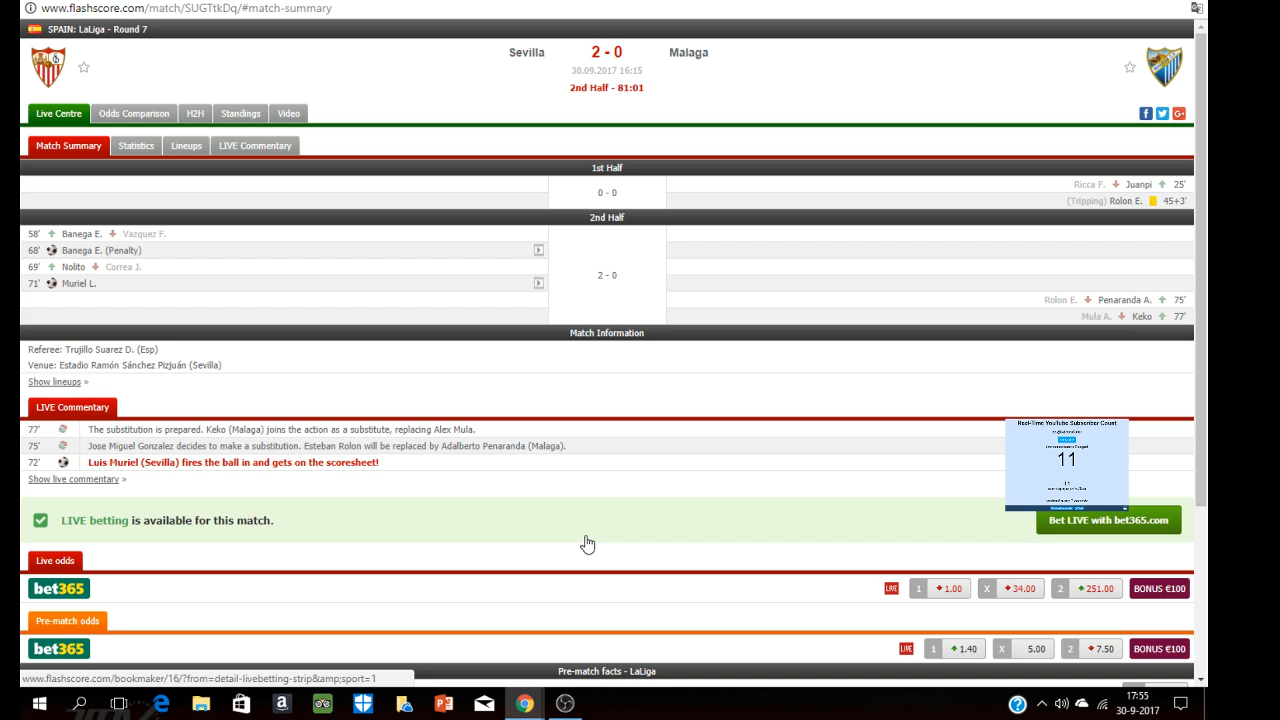 www.flashscore.com/match/SUGTtkDq/#match-summary
SPAIN: LaLiga - Round 7
Sevilla 2 - 0 Malaga
30.09.2017 16:15
2nd Half - 81:01
Live Centre Odds Comparison H2H Standings Video
Match Summary Statistics Lineups LIVE Commentary
1st Half
0 - 0
Ricca F. Juanpi 25'
(Tripping) Rolon E. 45+3'
2nd Half
58' Banega E. Vazquez F.
68' Banega E. (Penalty)
69' Nolito Correa J.
2 - 0
71' Muriel L.
Rolon E. Penaranda A. 75'
Mula A. Keko 77'
Match Information
Referee: Trujillo Suarez D. (Esp)
Venue: Estadio Ramón Sánchez Pizjuán (Sevilla)
Show lineups »
LIVE Commentary
77' The substitution is prepared. Keko (Malaga) joins the action as a substitute, replacing Alex Mula.
75' Jose Miguel Gonzalez decides to make a substitution. Esteban Rolon will be replaced by Adalberto Penaranda (Malaga).
72' Luis Muriel (Sevilla) fires the ball in and gets on the scoresheet!
Show live commentary »
Real-Time YouTube Subscriber Count
11
LIVE betting is available for this match.
Bet LIVE with bet365.com
Live odds
bet365 LIVE 1 1.00 X 34.00 2 251.00 BONUS €100
Pre-match odds
bet365 LIVE 1 1.40 X 5.00 2 7.50 BONUS €100
Pre-match facts - LaLiga
www.flashscore.com/bookmaker/16/?from=detail-livebetting-strip&amp;sport=1
17:55
30-9-2017